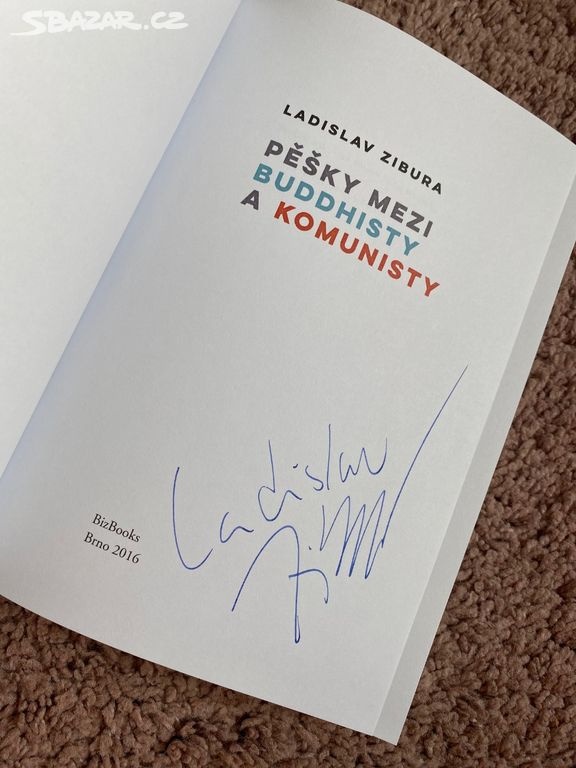 SBAZAR.CZ
LADISLAV ZIBURA
PĚŠKY MEZI
BUDDHISTY
A KOMUNISTY
Ladislav
BizBooks
Brno 2016